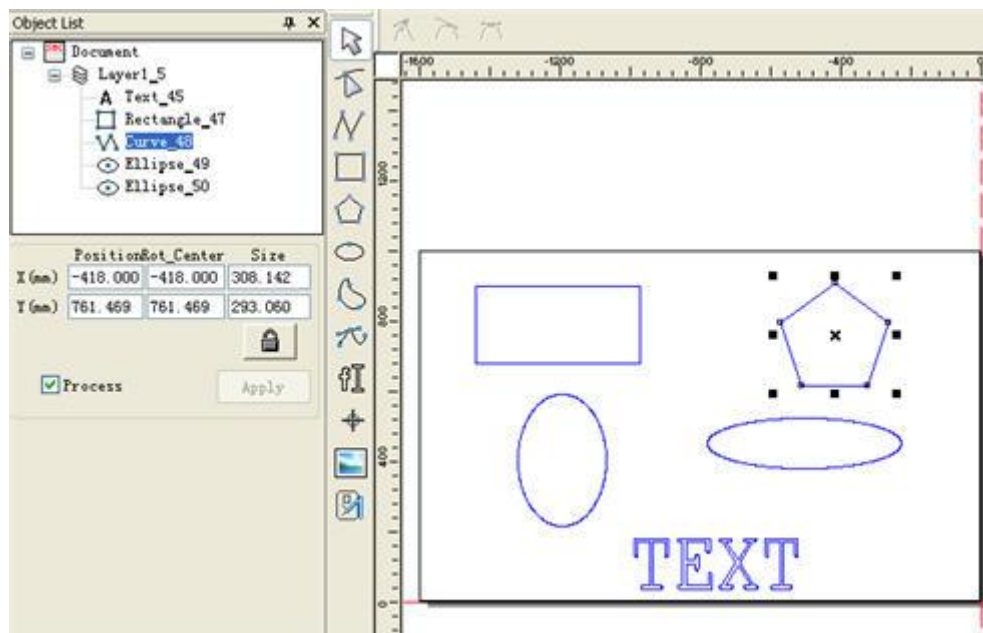 Object List
Document
Layer1_5
A Text_45
Rectangle_47
Curve_48
Ellipse_49
Ellipse_50
Position Rot_Center Size
X(mm) -418.000 -418.000 308.142
Y(mm) 761.469 761.469 293.060
Process Apply
-1600 -1200 -800 -400 0
1200
800
400
0
TEXT